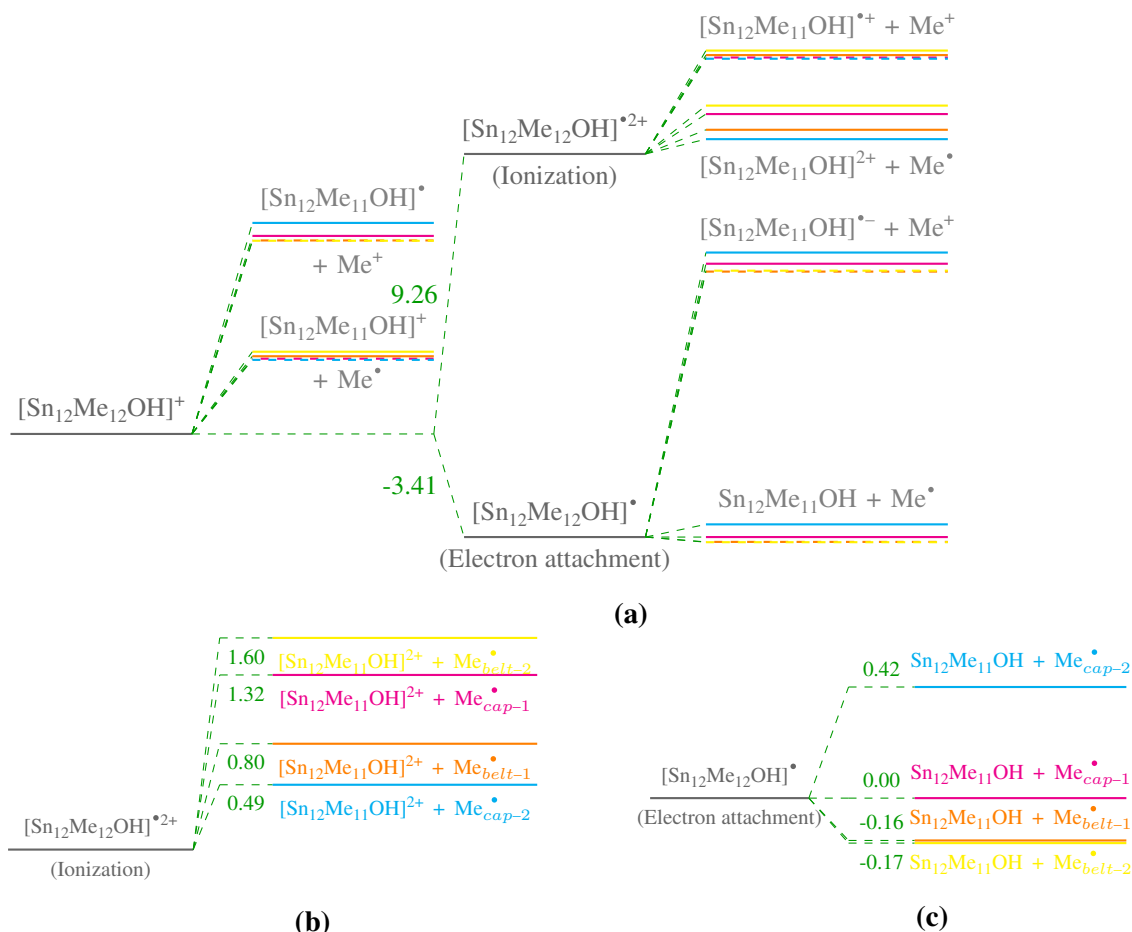 [Sn₁₂Me₁₁OH]•⁺ + Me⁺
[Sn₁₂Me₁₂OH]•²⁺
(Ionization)
[Sn₁₂Me₁₁OH]²⁺ + Me•
[Sn₁₂Me₁₁OH]•
+ Me⁺
[Sn₁₂Me₁₁OH]•⁻ + Me⁺
9.26
[Sn₁₂Me₁₁OH]⁺
+ Me•
[Sn₁₂Me₁₂OH]⁺
-3.41
[Sn₁₂Me₁₂OH]•
(Electron attachment)
Sn₁₂Me₁₁OH + Me•
(a)
1.60
[Sn₁₂Me₁₁OH]²⁺ + Me•belt−2
1.32
[Sn₁₂Me₁₁OH]²⁺ + Me•cap−1
0.80
[Sn₁₂Me₁₁OH]²⁺ + Me•belt−1
0.49
[Sn₁₂Me₁₁OH]²⁺ + Me•cap−2
[Sn₁₂Me₁₂OH]•²⁺
(Ionization)
(b)
0.42
Sn₁₂Me₁₁OH + Me•cap−2
[Sn₁₂Me₁₂OH]•
(Electron attachment)
0.00
Sn₁₂Me₁₁OH + Me•cap−1
-0.16
Sn₁₂Me₁₁OH + Me•belt−1
-0.17
Sn₁₂Me₁₁OH + Me•belt−2
(c)